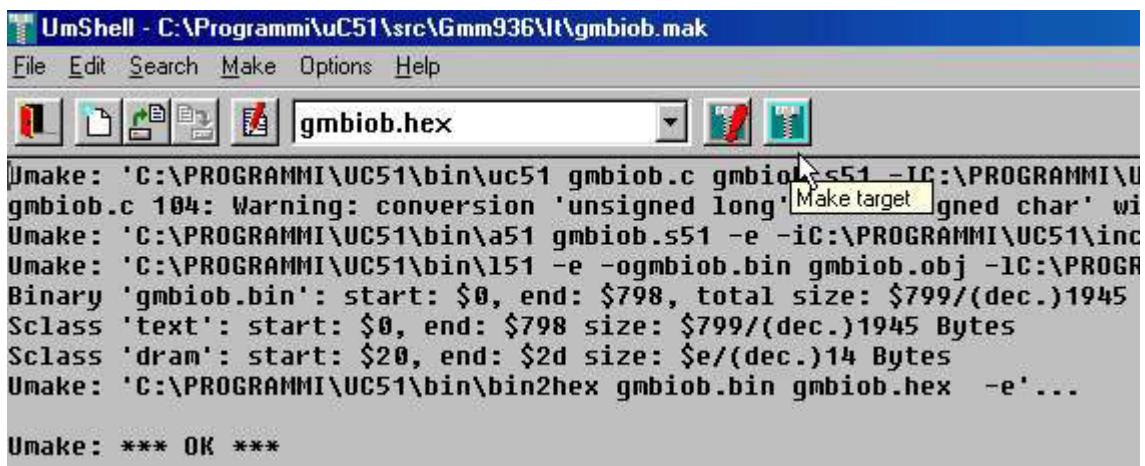 UmShell - C:\Programmi\uC51\src\Gmm936\It\gmbiob.mak
File Edit Search Make Options Help
gmbiob.hex
Umake: 'C:\PROGRAMMI\UC51\bin\uc51 gmbiob.c gmbiob.s51 -IC:\PROGRAMMI\U
Make target
gmbiob.c 104: Warning: conversion 'unsigned long' gned char' wi
Umake: 'C:\PROGRAMMI\UC51\bin\a51 gmbiob.s51 -e -iC:\PROGRAMMI\UC51\inc
Umake: 'C:\PROGRAMMI\UC51\bin\l51 -e -ogmbiob.bin gmbiob.obj -lC:\PROGR
Binary 'gmbiob.bin': start: $0, end: $798, total size: $799/(dec.)1945
Sclass 'text': start: $0, end: $798 size: $799/(dec.)1945 Bytes
Sclass 'dram': start: $20, end: $2d size: $e/(dec.)14 Bytes
Umake: 'C:\PROGRAMMI\UC51\bin\bin2hex gmbiob.bin gmbiob.hex -e'...
Umake: *** OK ***